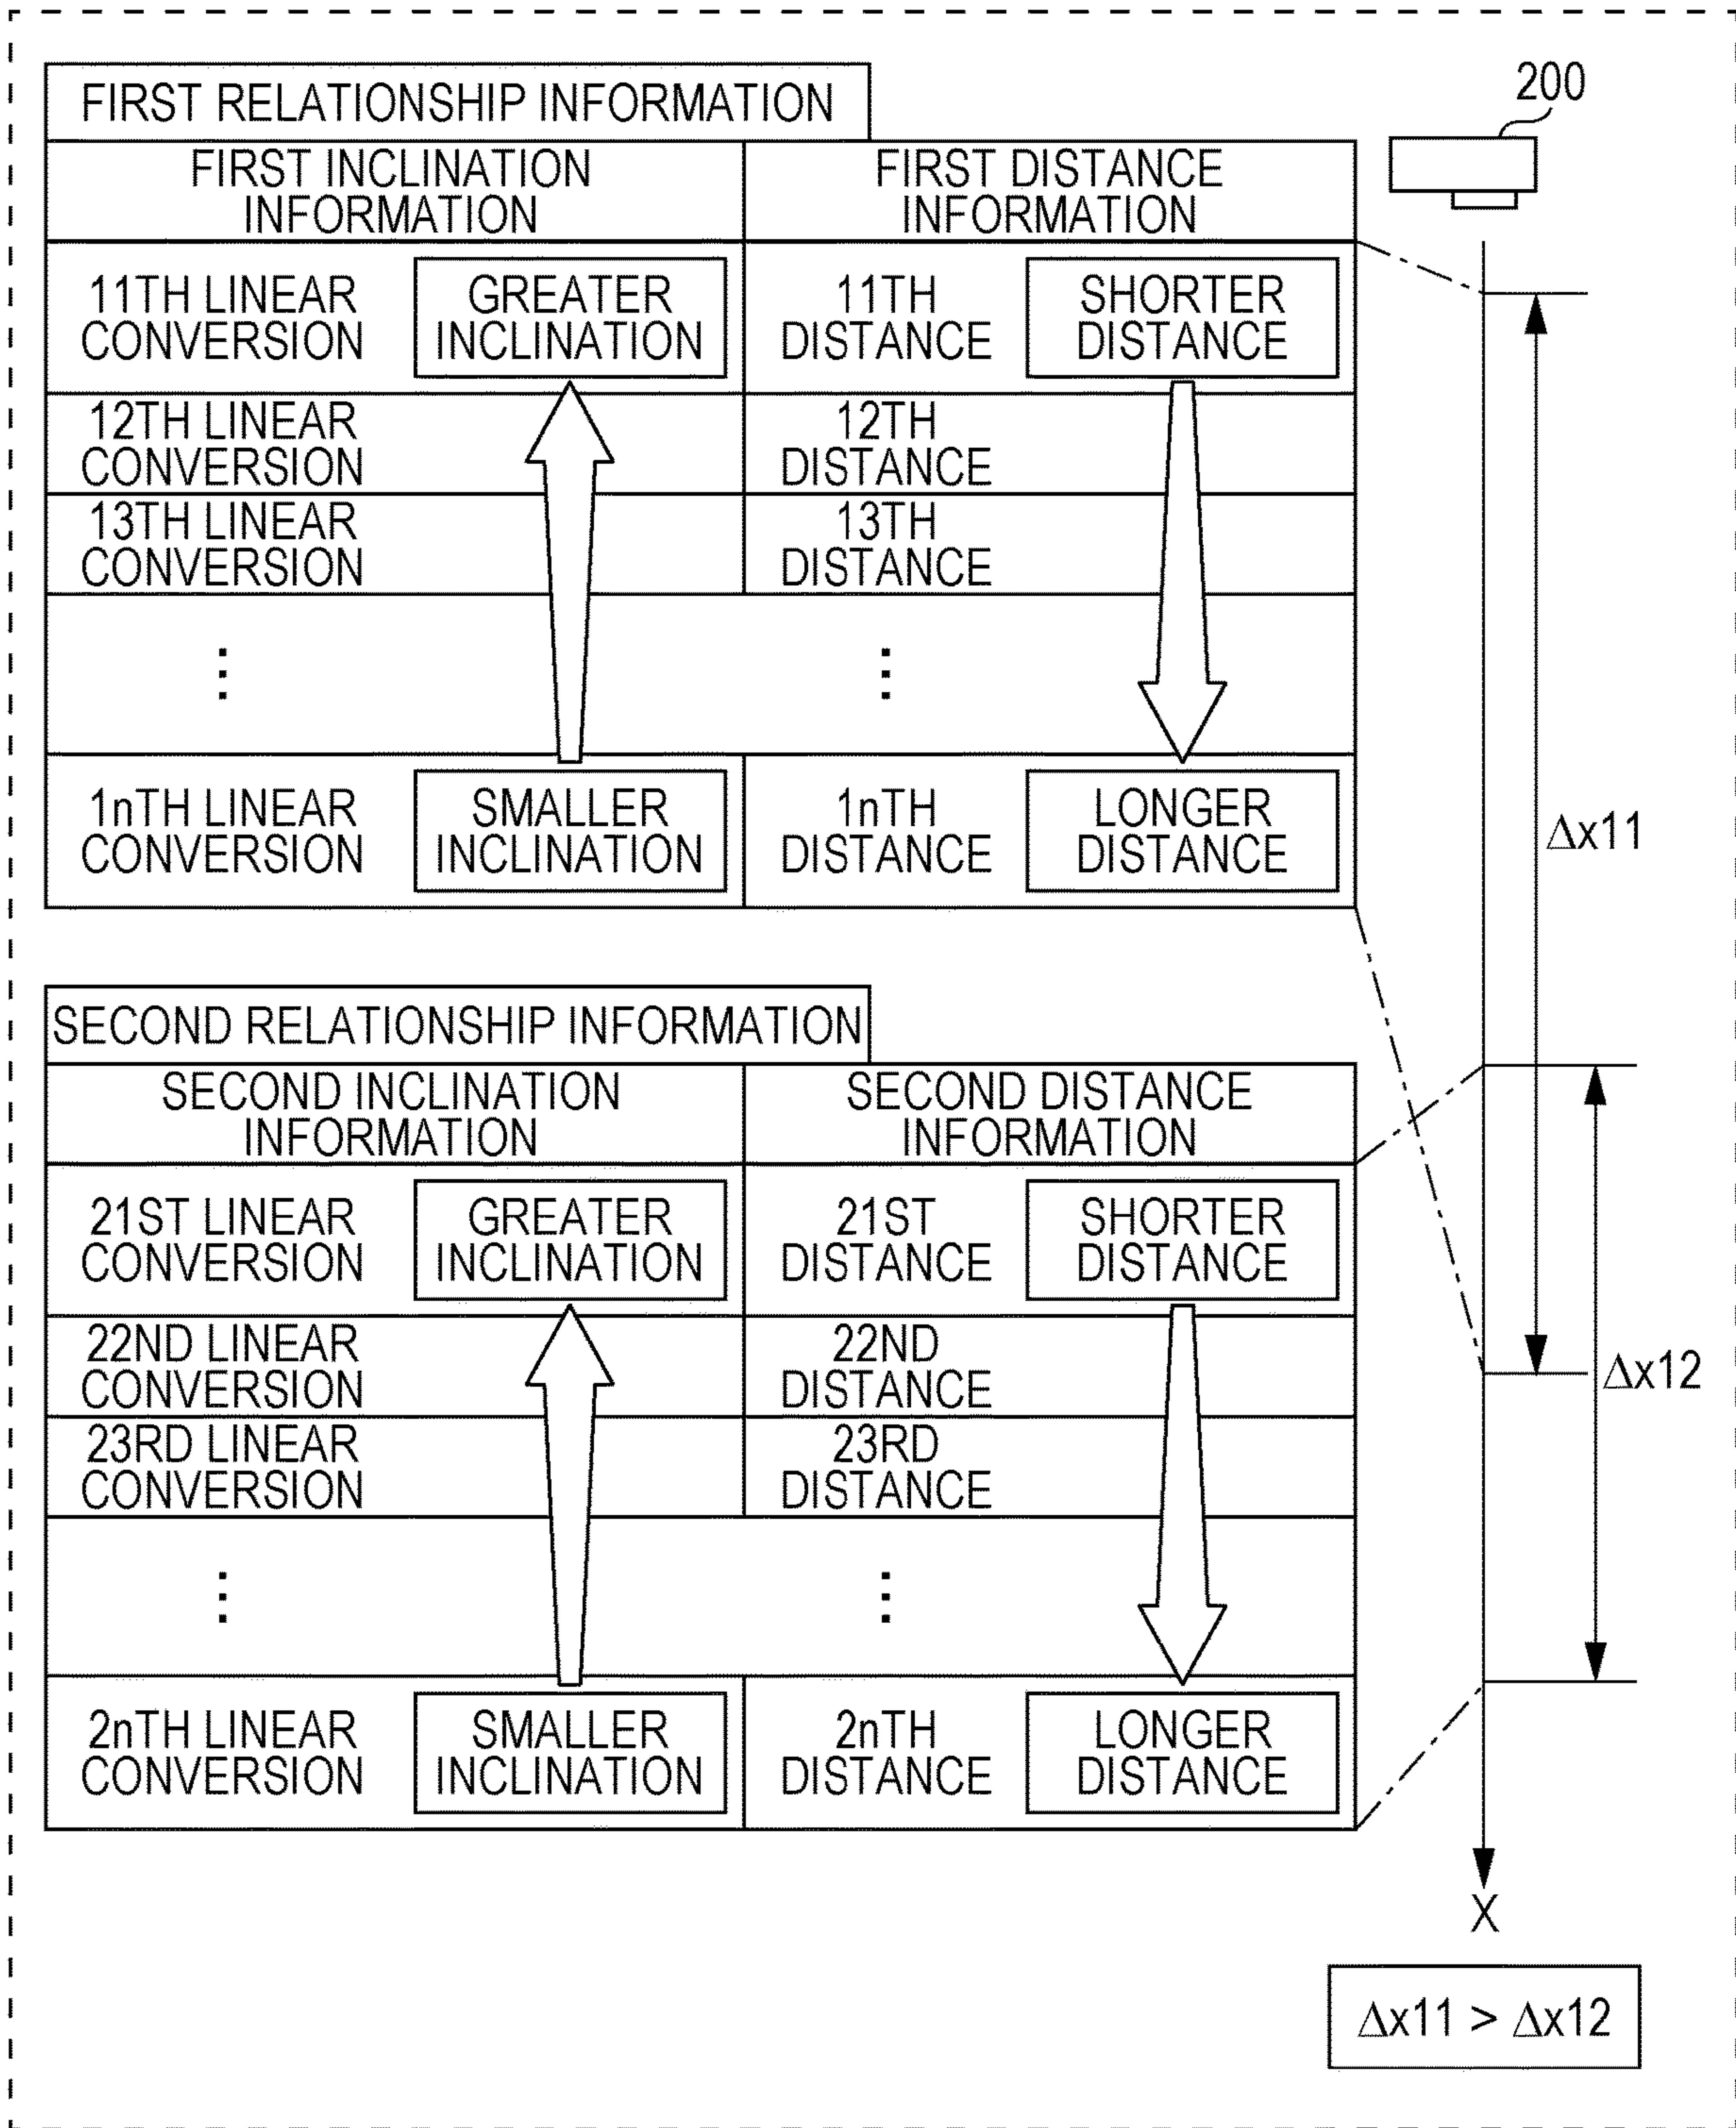 FIRST RELATIONSHIP INFORMATION
200
FIRST INCLINATION
INFORMATION
FIRST DISTANCE
INFORMATION
11TH LINEAR
CONVERSION
GREATER
INCLINATION
11TH
DISTANCE
SHORTER
DISTANCE
12TH LINEAR
CONVERSION
12TH
DISTANCE
13TH LINEAR
CONVERSION
13TH
DISTANCE
⋮
⋮
1nTH LINEAR
CONVERSION
SMALLER
INCLINATION
1nTH
DISTANCE
LONGER
DISTANCE
Δx11
SECOND RELATIONSHIP INFORMATION
SECOND INCLINATION
INFORMATION
SECOND DISTANCE
INFORMATION
21ST LINEAR
CONVERSION
GREATER
INCLINATION
21ST
DISTANCE
SHORTER
DISTANCE
22ND LINEAR
CONVERSION
22ND
DISTANCE
Δx12
23RD LINEAR
CONVERSION
23RD
DISTANCE
⋮
⋮
2nTH LINEAR
CONVERSION
SMALLER
INCLINATION
2nTH
DISTANCE
LONGER
DISTANCE
X
Δx11 > Δx12